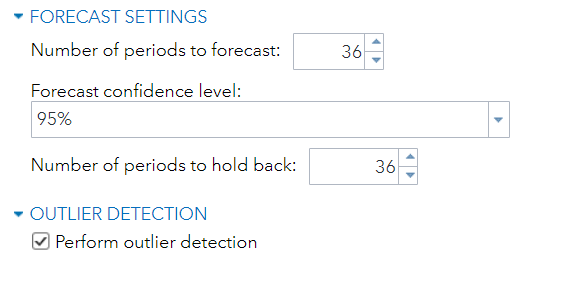 FORECAST SETTINGS
Number of periods to forecast: 36
Forecast confidence level:
95%
Number of periods to hold back: 36
OUTLIER DETECTION
Perform outlier detection